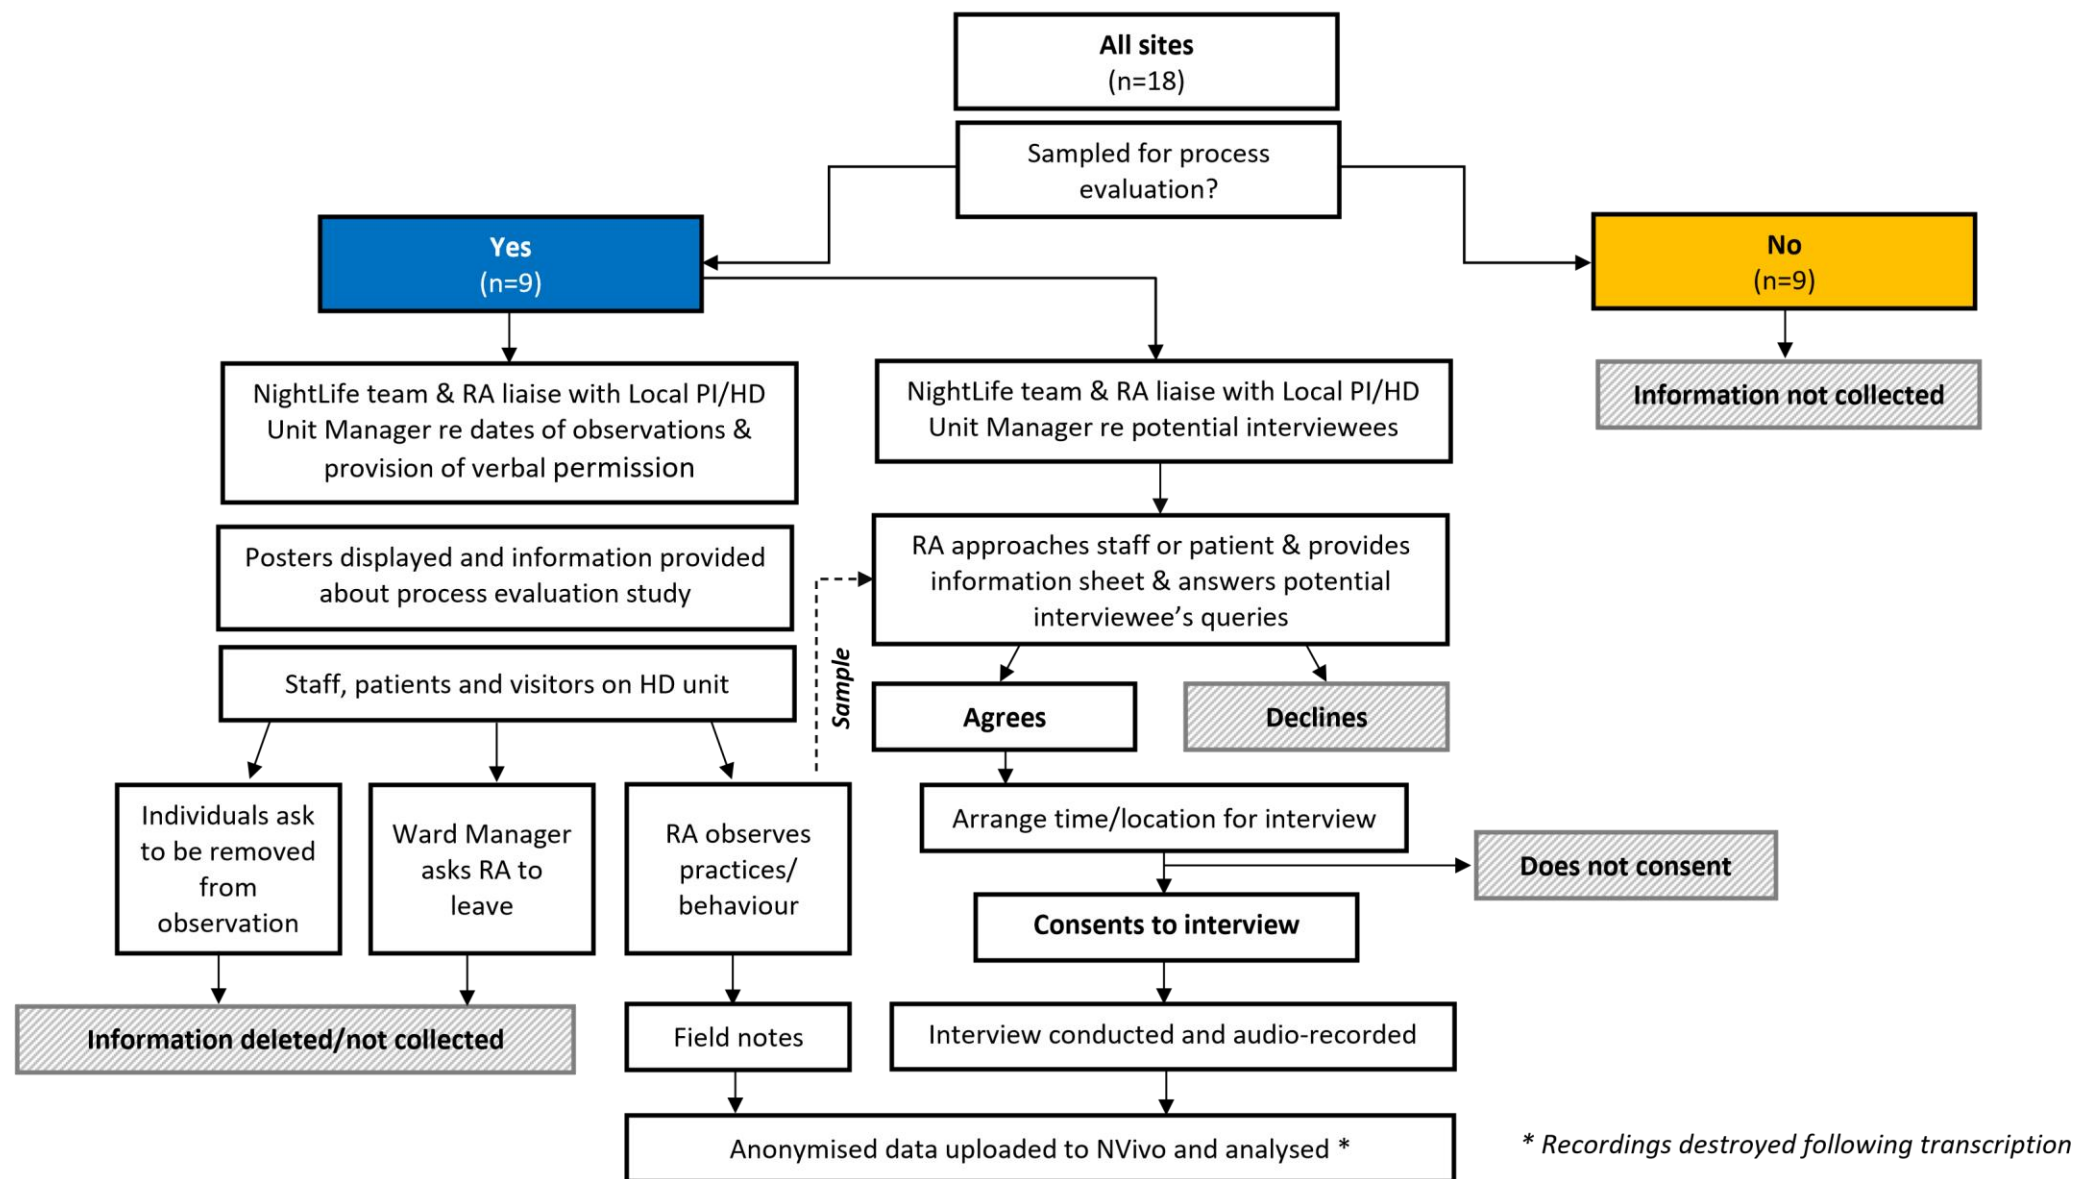 All sites
(n=18)
Sampled for process
evaluation?
Yes
(n=9)
No
(n=9)
NightLife team & RA liaise with Local PI/HD
Unit Manager re dates of observations &
provision of verbal permission
NightLife team & RA liaise with Local PI/HD
Unit Manager re potential interviewees
Information not collected
Posters displayed and information provided
about process evaluation study
RA approaches staff or patient & provides
information sheet & answers potential
interviewee's queries
Staff, patients and visitors on HD unit
Sample
Agrees
Declines
Individuals ask
to be removed
from
observation
Ward Manager
asks RA to
leave
RA observes
practices/
behaviour
Arrange time/location for interview
Does not consent
Consents to interview
Information deleted/not collected
Field notes
Interview conducted and audio-recorded
Anonymised data uploaded to NVivo and analysed *
* Recordings destroyed following transcription